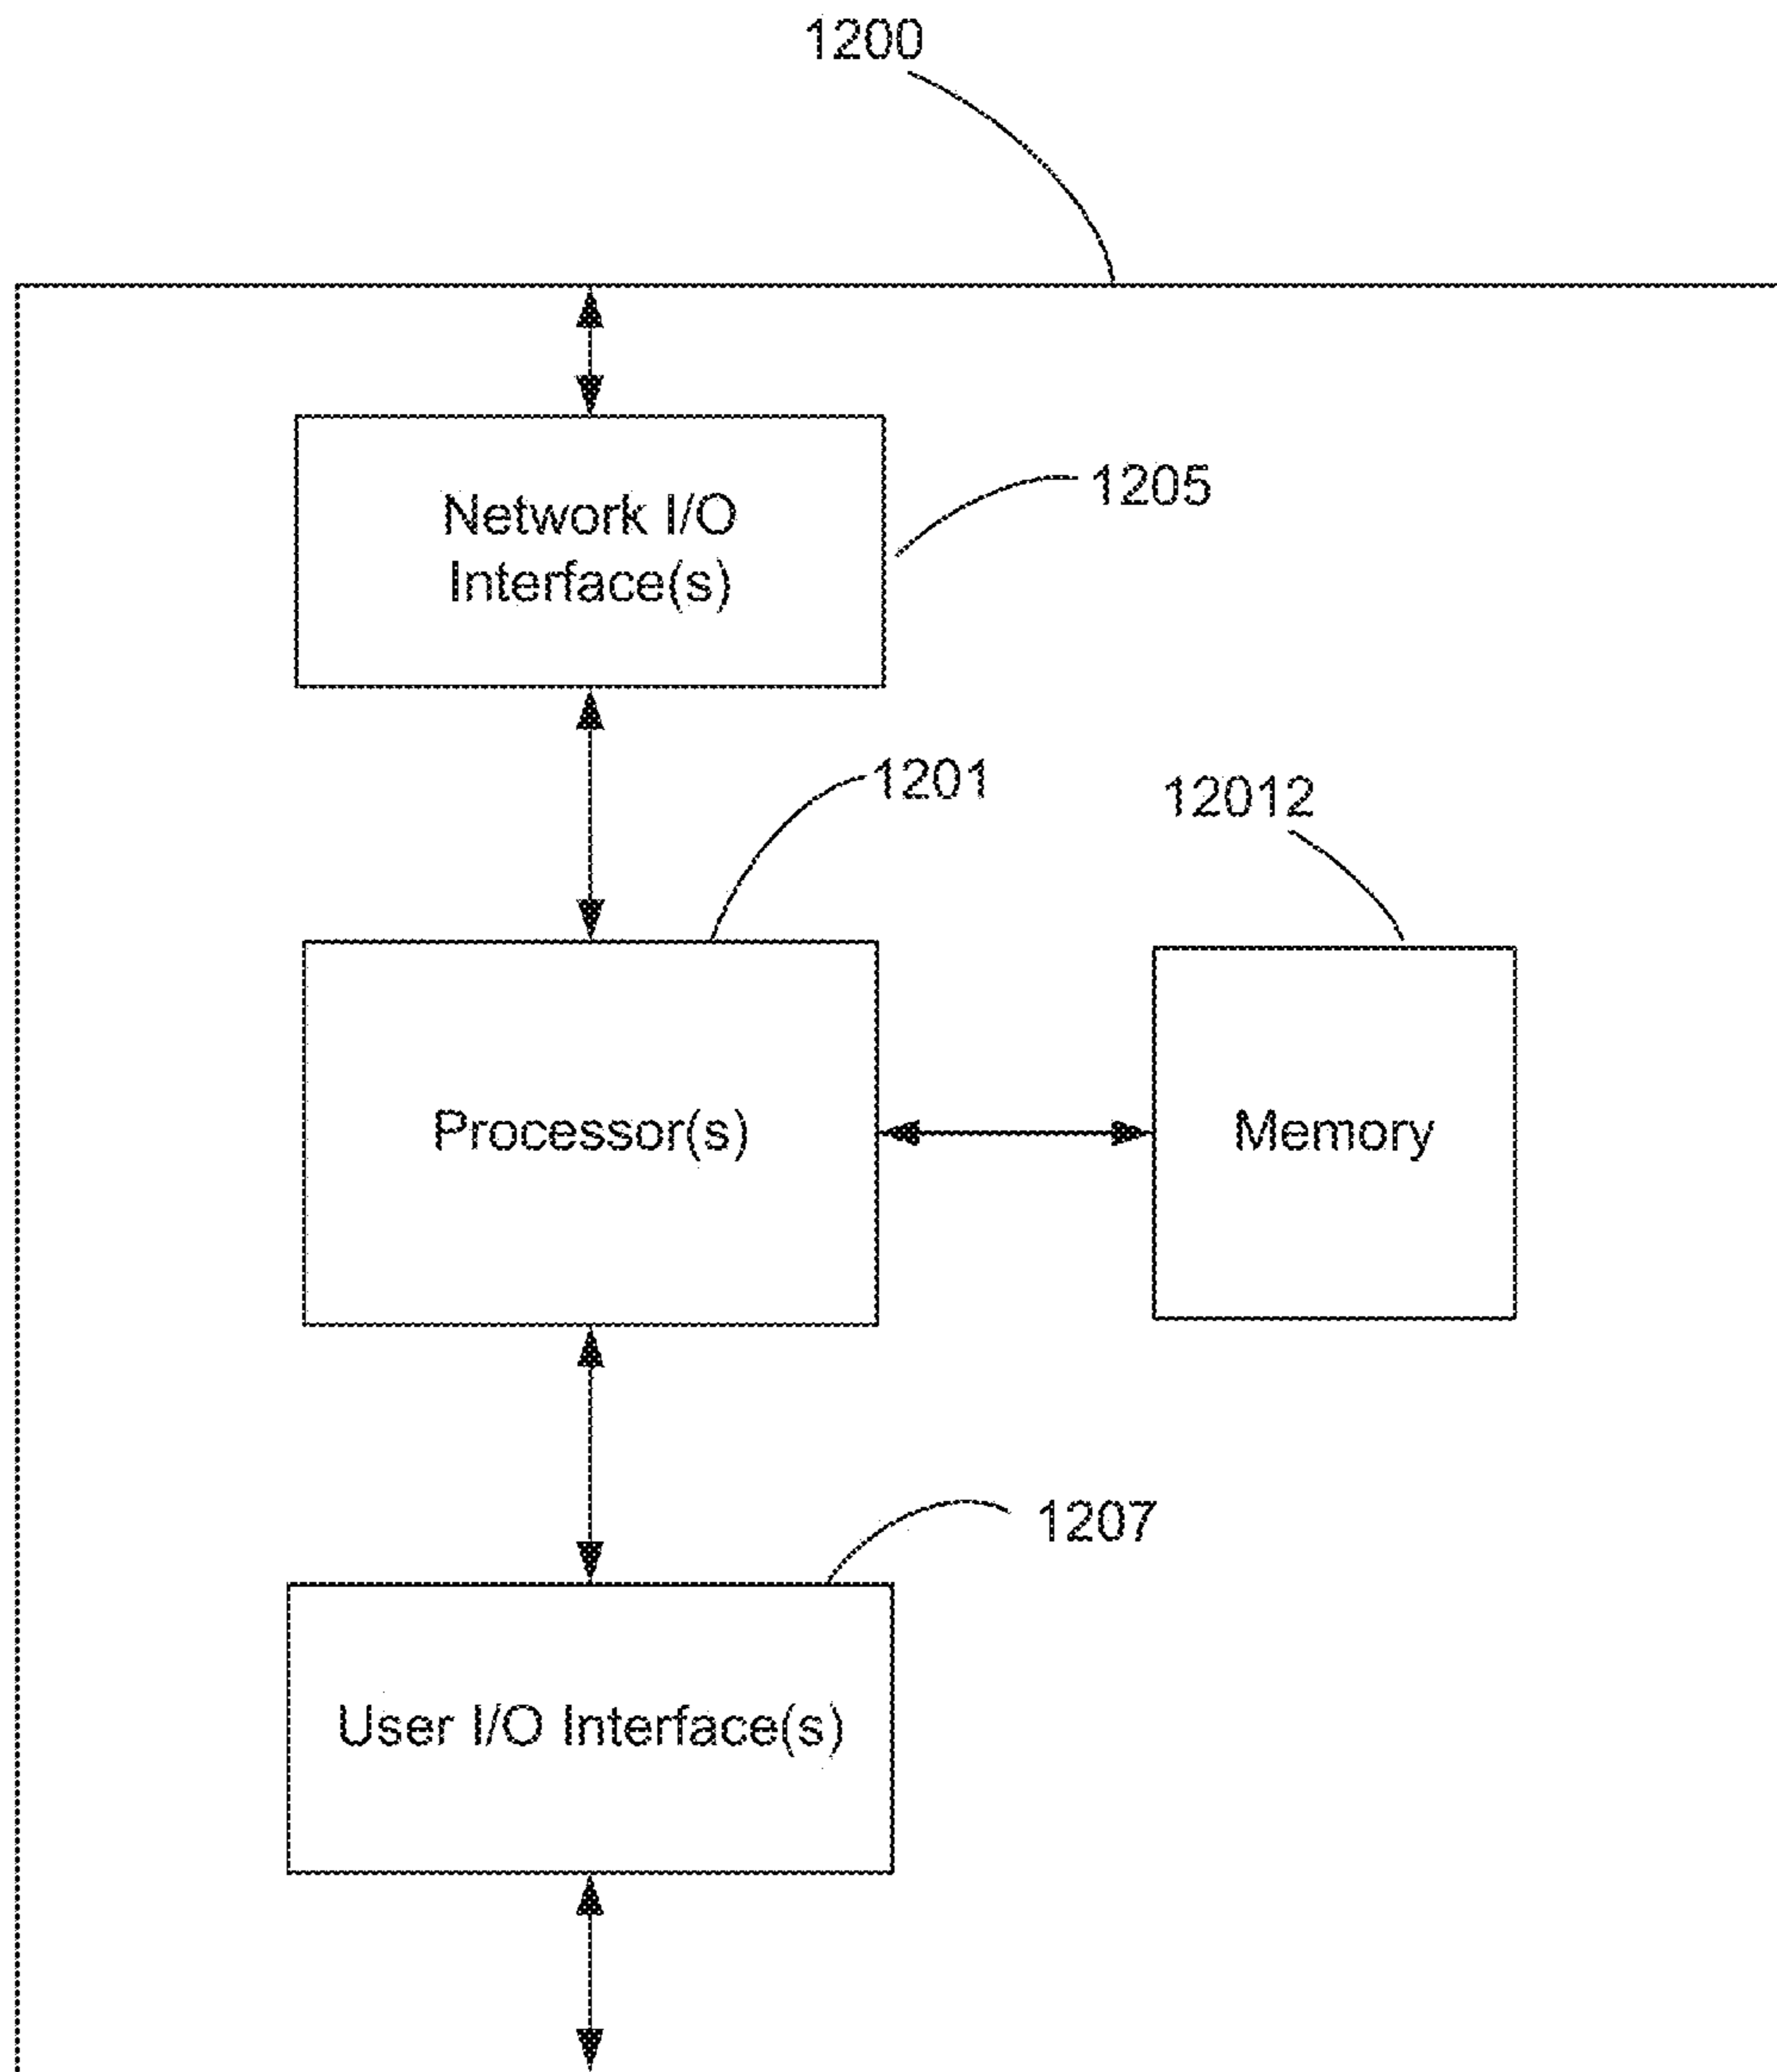 1200
Network I/O
Interface(s)
1205
1201
12012
Processor(s)
Memory
1207
User I/O Interface(s)